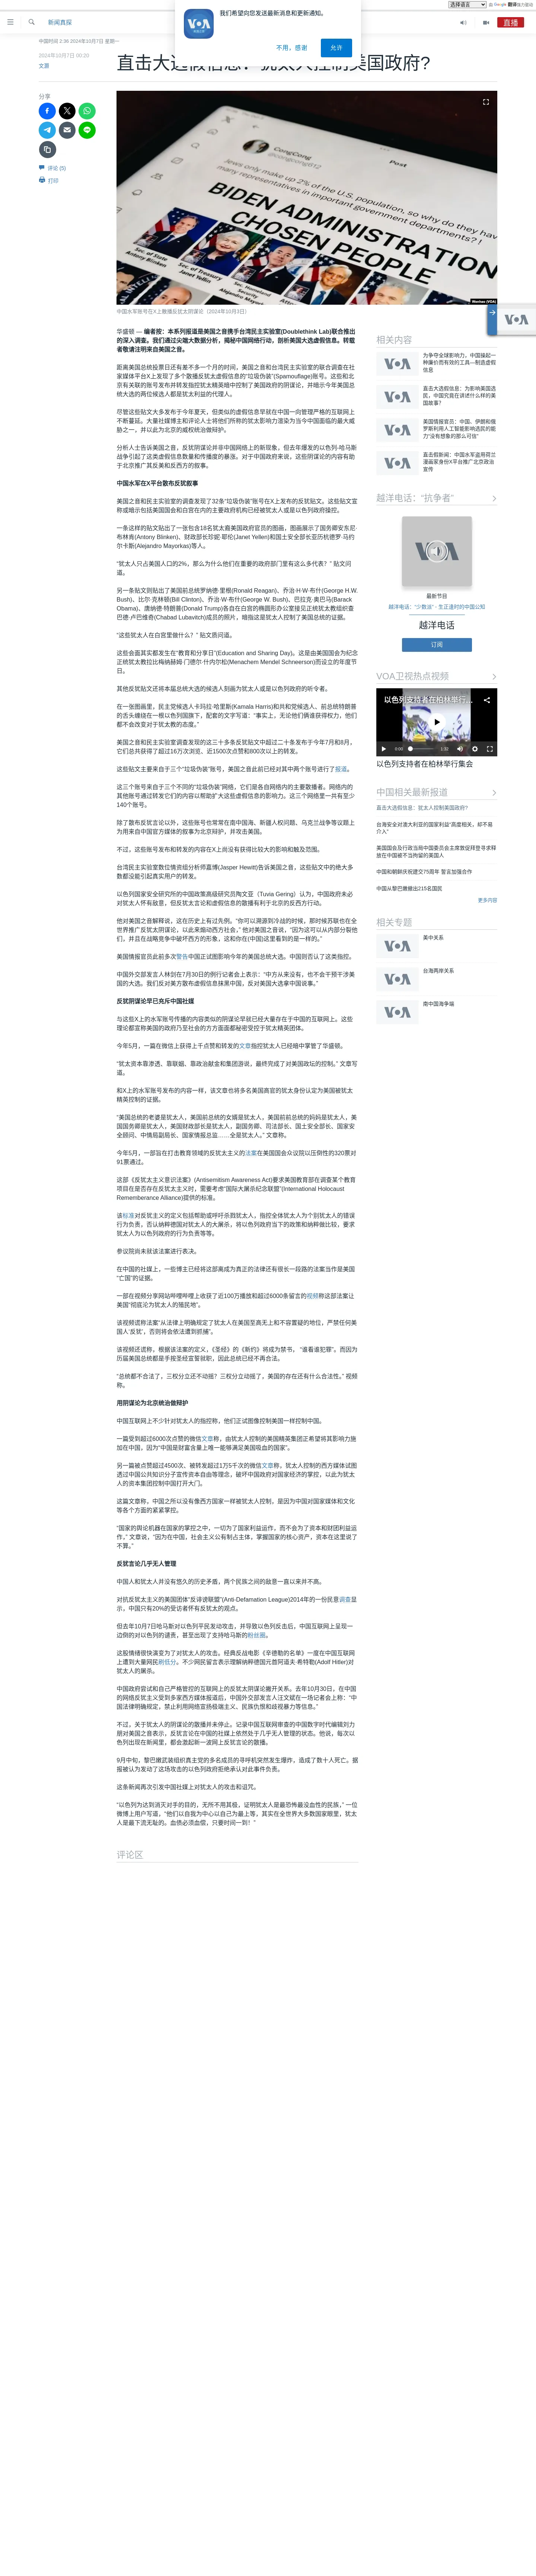 选择语言
由 Google 翻译强力驱动
我们希望向您发送最新消息和更新通知。
不用，感谢
允许
新闻真探
直播
中国时间 2:36 2024年10月7日 星期一
2024年10月7日 00:20
文灏
直击大选假信息：犹太人控制美国政府?
分享
评论 (5)
打印
中国水军账号在X上散播反犹太阴谋论（2024年10月3日）
华盛顿 — 编者按：本系列报道是美国之音携手台湾民主实验室(Doublethink Lab)联合推出的深入调查。我们通过尖端大数据分析，揭秘中国网络行动，剖析美国大选虚假信息。转载者敬请注明来自美国之音。
距离美国总统投票日还有差不多一个月的时间，美国之音和台湾民主实验室的联合调查在社交媒体平台X上发现了多个散播反犹太虚假信息的“垃圾伪装”(Spamouflage)账号。这些和北京有关联的账号发布并转发指控犹太精英暗中控制了美国政府的阴谋论，并暗示今年美国总统大选的两位候选人都是犹太利益的代理人。
尽管这些贴文大多发布于今年夏天，但类似的虚假信息早就在中国一向管理严格的互联网上不断蔓延。大量社媒博主和评论人士将他们所称的犹太影响力渲染为当今中国面临的最大威胁之一，并以此为北京的威权统治做辩护。
分析人士告诉美国之音，反犹阴谋论并非中国网络上的新现象，但去年爆发的以色列-哈马斯战争引起了这类虚假信息数量和传播度的暴涨。对于中国政府来说，这些阴谋论的内容有助于北京推广其反美和反西方的叙事。
中国水军在X平台散布反犹叙事
美国之音和民主实验室的调查发现了32条“垃圾伪装”账号在X上发布的反犹贴文。这些贴文宣称或暗示包括美国国会和白宫在内的主要政府机构已经被犹太人或是以色列政府操控。
一条这样的贴文贴出了一张包含18名犹太裔美国政府官员的图画，图画展示了国务卿安东尼·布林肯(Antony Blinken)、财政部长珍妮·耶伦(Janet Yellen)和国土安全部长亚历杭德罗·马约尔卡斯(Alejandro Mayorkas)等人。
“犹太人只占美国人口的2%，那么为什么他们在重要的政府部门里有这么多代表？” 贴文问道。
另一条贴文则贴出了美国前总统罗纳德·里根(Ronald Reagan)、乔治·H·W·布什(George H.W. Bush)、比尔·克林顿(Bill Clinton)、乔治·W·布什(George W. Bush)、巴拉克·奥巴马(Barack Obama)、唐纳德·特朗普(Donald Trump)各自在白宫的椭圆形办公室接见正统犹太教组织查巴德·卢巴维奇(Chabad Lubavitch)成员的照片，暗指这是犹太人控制了美国总统的证据。
“这些犹太人在白宫里做什么？” 贴文质问道。
这些会面其实都发生在“教育和分享日”(Education and Sharing Day)。这是由美国国会为纪念正统犹太教拉比梅纳赫姆·门德尔·什内尔松(Menachem Mendel Schneerson)而设立的年度节日。
其他反犹贴文还将本届总统大选的候选人刻画为犹太人或是以色列政府的听令者。
在一张图画里，民主党候选人卡玛拉·哈里斯(Kamala Harris)和共和党候选人、前总统特朗普的舌头缠绕在一根以色列国旗下，配套的文字写道：“事实上，无论他们俩谁获得权力，他们都不会改变对于犹太教的态度。”
美国之音和民主实验室调查发现的这三十多条反犹贴文中超过二十条发布于今年7月和8月，它们总共获得了超过16万次浏览、近1500次点赞和800次以上的转发。
这些贴文主要来自于三个“垃圾伪装”账号，美国之音此前已经对其中两个账号进行了报道。
这三个账号来自于三个不同的“垃圾伪装”网络，它们是各自网络内的主要散播者。网络内的其他账号通过转发它们的内容帮助扩大这些虚假信息的影响力。这三个网络里一共有至少140个账号。
除了散布反犹言论以外，这些账号也常常在南中国海、新疆人权问题、乌克兰战争等议题上为用来自中国官方媒体的叙事为北京辩护，并攻击美国。
不过，这些账号发布和转发的内容在X上尚没有获得比较大的影响和触及范围。
台湾民主实验室数位情资组分析师嘉博(Jasper Hewitt)告诉美国之音，这些贴文中的绝大多数都没能引起真实用户的转发。
以色列国家安全研究所的中国政策高级研究员陶文亚（Tuvia Gering）认为，中国政府未必对犹太人怀有敌意，但反犹太言论和虚假信息的散播有利于北京的反西方行动。
他对美国之音解释说，这在历史上有过先例。“你可以溯源到冷战的时候，那时候苏联也在全世界推广反犹太阴谋论，以此来煽动西方社会，” 他对美国之音说，“因为这可以从内部分裂他们，并且在战略竞争中破坏西方的形象，这和你在(中国)这里看到的是一样的。”
美国情报官员此前多次警告中国正试图影响今年的美国总统大选。中国则否认了这类指控。
中国外交部发言人林剑在7月30日的例行记者会上表示：“中方从来没有，也不会干预干涉美国的大选。我们反对美方散布虚假信息抹黑中国，反对美国大选拿中国说事。”
反犹阴谋论早已充斥中国社媒
与这些X上的水军账号传播的内容类似的阴谋论早就已经大量存在于中国的互联网上。这些理论都宣称美国的政府乃至社会的方方面面都秘密受控于犹太精英团体。
今年5月，一篇在微信上获得上千点赞和转发的文章指控犹太人已经暗中掌管了华盛顿。
“犹太资本靠渗透、靠联姻、靠政治献金和集团游说，最终完成了对美国政坛的控制。” 文章写道。
和X上的水军账号发布的内容一样，该文章也将多名美国高官的犹太身份认定为美国被犹太精英控制的证据。
“美国总统的老婆是犹太人，美国前总统的女婿是犹太人，美国前前总统的妈妈是犹太人，美国国务卿是犹太人，美国财政部长是犹太人，副国务卿、司法部长、国土安全部长、国家安全顾问、中情局副局长、国家情报总监……全是犹太人。” 文章称。
今年5月，一部旨在打击教育领域的反犹太主义的法案在美国国会众议院以压倒性的320票对91票通过。
这部《反犹太主义意识法案》(Antisemitism Awareness Act)要求美国教育部在调查某个教育项目在是否存在反犹太主义时，需要考虑“国际大屠杀纪念联盟”(International Holocaust Rememberance Alliance)提供的标准。
该标准对反犹主义的定义包括帮助或呼吁杀戮犹太人，指控全体犹太人为个别犹太人的错误行为负责，否认纳粹德国对犹太人的大屠杀，将以色列政府当下的政策和纳粹做比较，要求犹太人为以色列政府的行为负责等等。
参议院尚未就该法案进行表决。
在中国的社媒上，一些博主已经将这部离成为真正的法律还有很长一段路的法案当作是美国“亡国”的证据。
一部在视频分享网站哔哩哔哩上收获了近100万播放和超过6000条留言的视频称这部法案让美国“彻底沦为犹太人的殖民地”。
该视频谎称法案“从法律上明确规定了犹太人在美国至高无上和不容置疑的地位，严禁任何美国人‘反犹’，否则将会依法遭到抓捕”。
该视频还谎称，根据该法案的定义，《圣经》的《新约》将成为禁书， “谁看谁犯罪”。而因为历届美国总统都是手按圣经宣誓就职，因此总统已经不再合法。
“总统都不合法了，三权分立还不动摇？三权分立动摇了，美国的存在还有什么合法性。” 视频称。
用阴谋论为北京统治做辩护
中国互联网上不少针对犹太人的指控称，他们正试图像控制美国一样控制中国。
一篇受到超过6000次点赞的微信文章称，由犹太人控制的美国精英集团正希望将其影响力施加在中国，因为“中国是财富含量上唯一能够满足美国吸血的国家”。
另一篇被点赞超过4500次、被转发超过1万5千次的微信文章称，犹太人控制的西方媒体试图透过中国公共知识分子宣传资本自由等理念，破坏中国政府对国家经济的掌控，以此为犹太人的资本集团控制中国打开大门。
这篇文章称，中国之所以没有像西方国家一样被犹太人控制，是因为中国对国家媒体和文化等各个方面的紧紧掌控。
“国家的舆论机器在国家的掌控之中，一切为了国家利益运作，而不会为了资本和财团利益运作，” 文章说，“因为在中国，社会主义公有制占主体，掌握国家的核心资产，资本在这里说了不算。”
反犹言论几乎无人管理
中国人和犹太人并没有悠久的历史矛盾，两个民族之间的敌意一直以来并不高。
对抗反犹太主义的美国团体“反诽谤联盟”(Anti-Defamation League)2014年的一份民意调查显示，中国只有20%的受访者怀有反犹太的观点。
但去年10月7日哈马斯对以色列平民发动攻击，并导致以色列反击后，中国互联网上呈现一边倒的对以色列的谴责，甚至出现了支持哈马斯的粉丝圈。
这股情绪很快演变为了对犹太人的攻击。经典反战电影《辛德勒的名单》一度在中国互联网上遭到大量网民刷低分。不少网民留言表示理解纳粹德国元首阿道夫·希特勒(Adolf Hitler)对犹太人的屠杀。
中国政府尝试和自己严格管控的互联网上的反犹太阴谋论撇开关系。去年10月30日，在中国的网络反犹太主义受到多家西方媒体报道后，中国外交部发言人汪文斌在一场记者会上称：“中国法律明确规定，禁止利用网络宣扬极端主义、民族仇恨和歧视暴力等信息。”
不过，关于犹太人的阴谋论的散播并未停止。记录中国互联网审查的中国数字时代编辑刘力朋对美国之音表示，反犹言论在中国的社媒上依然处于几乎无人管理的状态。他说，每次以色列出现在新闻里，都会激起新一波网上反犹言论的散播。
9月中旬，黎巴嫩武装组织真主党的多名成员的寻呼机突然发生爆炸，造成了数十人死亡。据报被认为发动了这场攻击的以色列政府拒绝承认对此事件负责。
这条新闻再次引发中国社媒上对犹太人的攻击和诅咒。
“以色列为达到消灭对手的目的，无所不用其极，证明犹太人是最恐怖最没血性的民族，” 一位微博上用户写道，“他们以自我为中心以自己为最上等，其实在全世界大多数国家眼里，犹太人是最下流无耻的。血债必须血偿，只要时间一到！”
评论区
相关内容
为争夺全球影响力，中国操起一种廉价而有效的工具—制造虚假信息
直击大选假信息：为影响美国选民，中国究竟在讲述什么样的美国故事?
美国情报官员：中国、伊朗和俄罗斯利用人工智能影响选民的能力“没有想象的那么可怕”
直击假新闻：中国水军盗用荷兰漫画家身份X平台推广北京政治宣传
越洋电话：“抗争者”
最新节目
越洋电话：“少数派” - 生正逢时的中国公知
越洋电话
订阅
VOA卫视热点视频
以色列支持者在柏林举行...
0:00
1:32
以色列支持者在柏林举行集会
中国相关最新报道
直击大选假信息：犹太人控制美国政府?
台海安全对澳大利亚的国家利益“高度相关，却不易介入”
美国国会及行政当局中国委员会主席敦促拜登寻求释放在中国被不当拘留的美国人
中国和朝鲜庆祝建交75周年 誓言加强合作
中国从黎巴嫩撤出215名国民
更多内容
相关专题
美中关系
台海两岸关系
南中国海争端